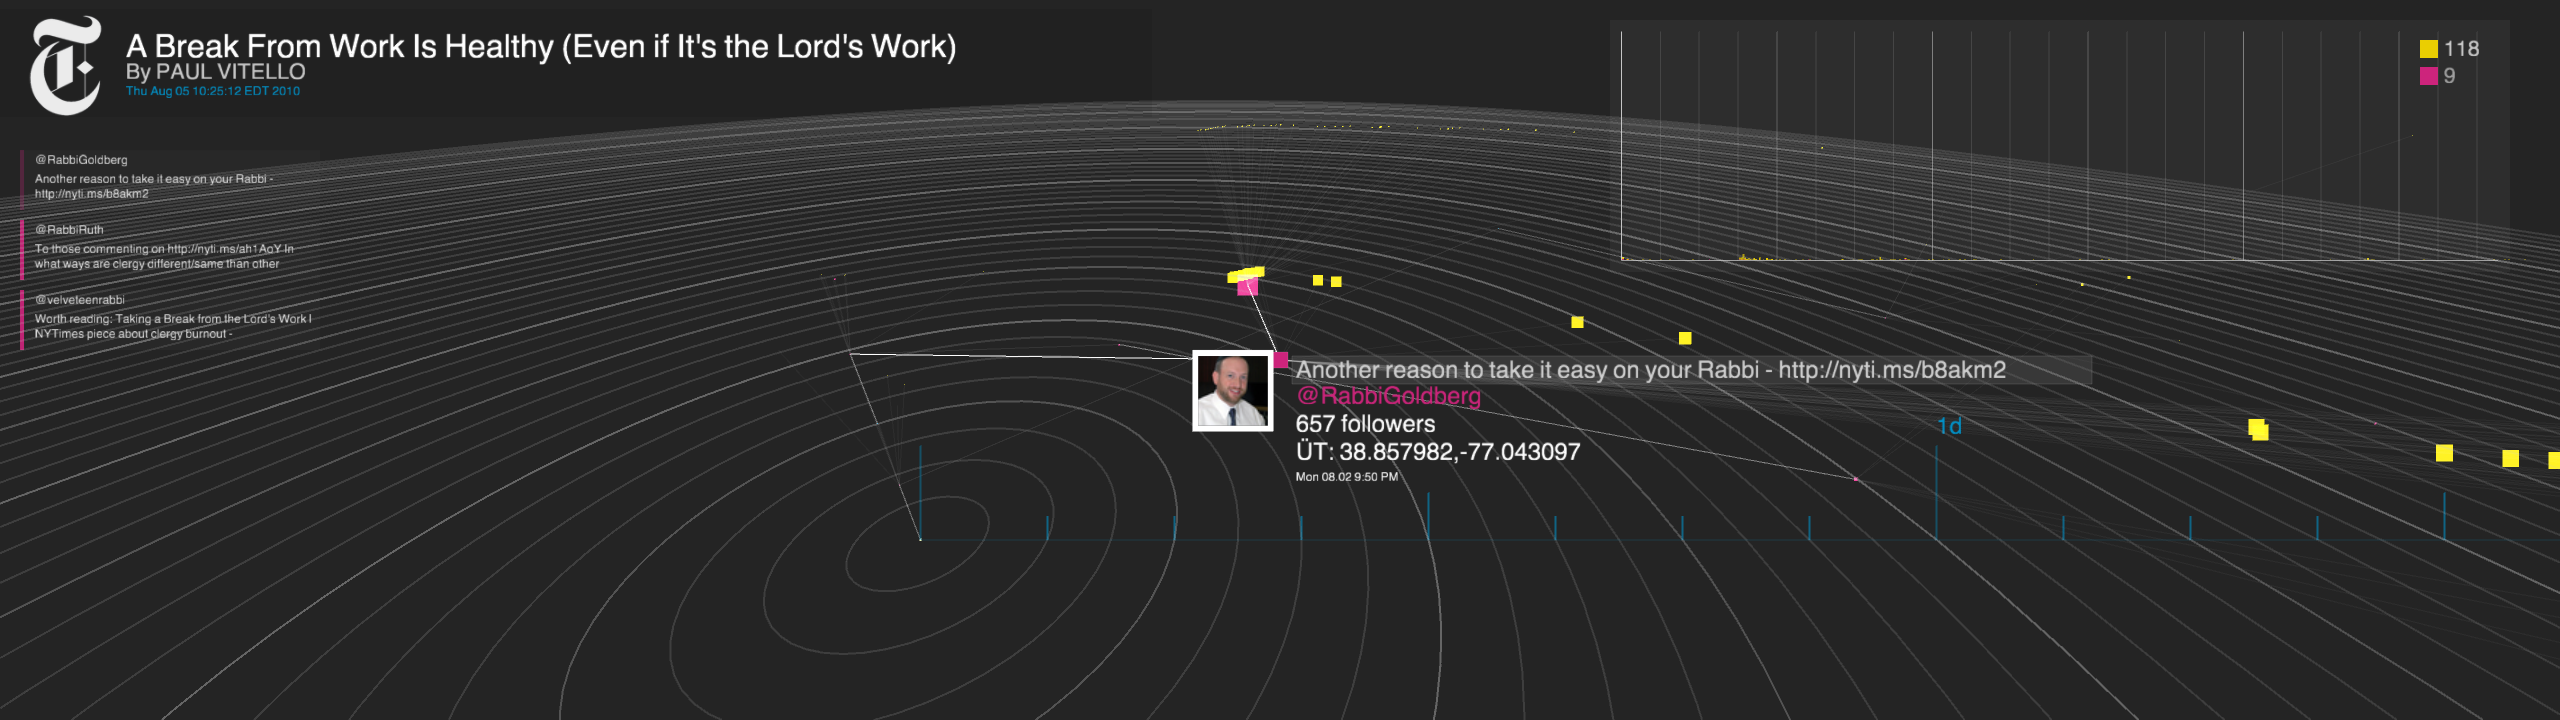 A Break From Work Is Healthy (Even if It's the Lord's Work)
By PAUL VITELLO
Thu Aug 05 10:25:12 EDT 2010
118
9
@RabbiGoldberg
Another reason to take it easy on your Rabbi -
http://nyti.ms/b8akm2
@RabbiRuth
To those commenting on http://nyti.ms/ah1AoY In
what ways are clergy different/same than other
@velveteenrabbi
Worth reading: Taking a Break from the Lord's Work |
NYTimes piece about clergy burnout -
Another reason to take it easy on your Rabbi - http://nyti.ms/b8akm2
@RabbiGoldberg
657 followers
ÜT: 38.857982,-77.043097
Mon 08.02 9:50 PM
1d